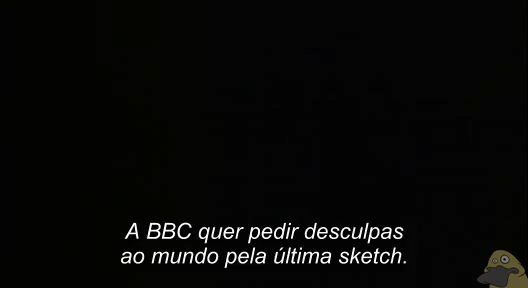 A BBC quer pedir desculpas
ao mundo pela última sketch.